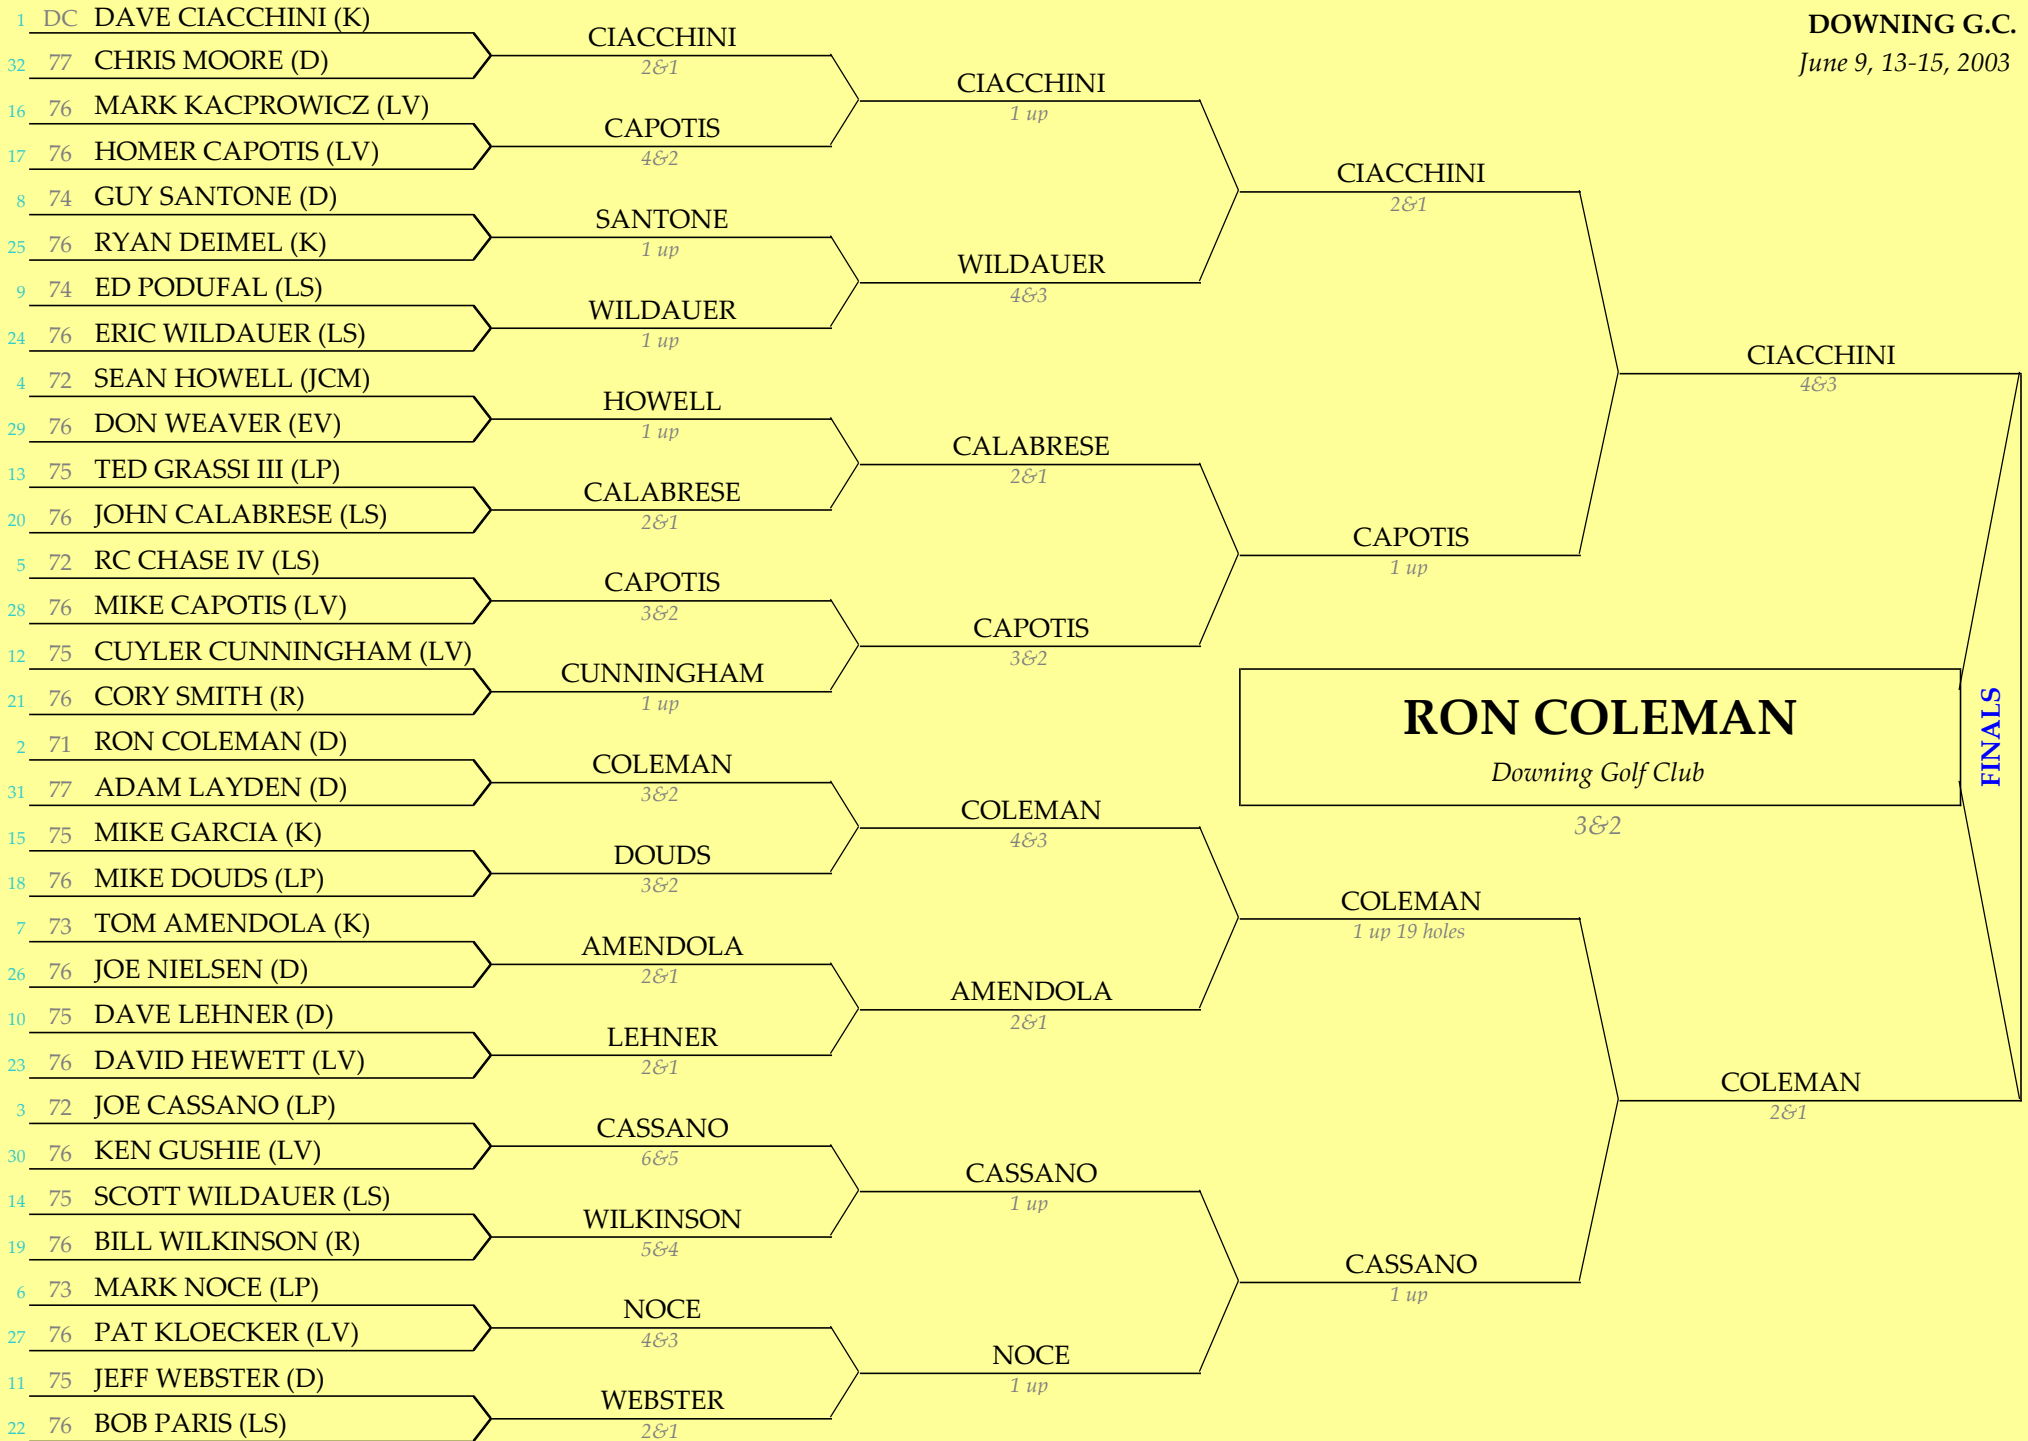 DOWNING G.C.
June 9, 13-15, 2003
1 DC DAVE CIACCHINI (K)
32 77 CHRIS MOORE (D)
16 76 MARK KACPROWICZ (LV)
17 76 HOMER CAPOTIS (LV)
8 74 GUY SANTONE (D)
25 76 RYAN DEIMEL (K)
9 74 ED PODUFAL (LS)
24 76 ERIC WILDAUER (LS)
4 72 SEAN HOWELL (JCM)
29 76 DON WEAVER (EV)
13 75 TED GRASSI III (LP)
20 76 JOHN CALABRESE (LS)
5 72 RC CHASE IV (LS)
28 76 MIKE CAPOTIS (LV)
12 75 CUYLER CUNNINGHAM (LV)
21 76 CORY SMITH (R)
2 71 RON COLEMAN (D)
31 77 ADAM LAYDEN (D)
15 75 MIKE GARCIA (K)
18 76 MIKE DOUDS (LP)
7 73 TOM AMENDOLA (K)
26 76 JOE NIELSEN (D)
10 75 DAVE LEHNER (D)
23 76 DAVID HEWETT (LV)
3 72 JOE CASSANO (LP)
30 76 KEN GUSHIE (LV)
14 75 SCOTT WILDAUER (LS)
19 76 BILL WILKINSON (R)
6 73 MARK NOCE (LP)
27 76 PAT KLOECKER (LV)
11 75 JEFF WEBSTER (D)
22 76 BOB PARIS (LS)
CIACCHINI
2&1
CAPOTIS
4&2
SANTONE
1 up
WILDAUER
1 up
HOWELL
1 up
CALABRESE
2&1
CAPOTIS
3&2
CUNNINGHAM
1 up
COLEMAN
3&2
DOUDS
3&2
AMENDOLA
2&1
LEHNER
2&1
CASSANO
6&5
WILKINSON
5&4
NOCE
4&3
WEBSTER
2&1
CIACCHINI
1 up
WILDAUER
4&3
CALABRESE
2&1
CAPOTIS
3&2
COLEMAN
4&3
AMENDOLA
2&1
CASSANO
1 up
NOCE
1 up
CIACCHINI
2&1
CAPOTIS
1 up
COLEMAN
1 up 19 holes
CASSANO
1 up
CIACCHINI
4&3
COLEMAN
2&1
RON COLEMAN
Downing Golf Club
3&2
FINALS